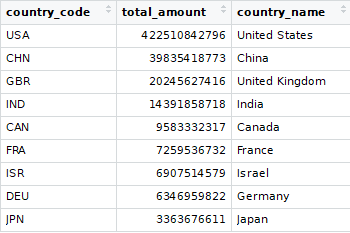 country_code total_amount country_name
USA 422510842796 United States
CHN 39835418773 China
GBR 20245627416 United Kingdom
IND 14391858718 India
CAN 9583332317 Canada
FRA 7259536732 France
ISR 6907514579 Israel
DEU 6346959822 Germany
JPN 3363676611 Japan